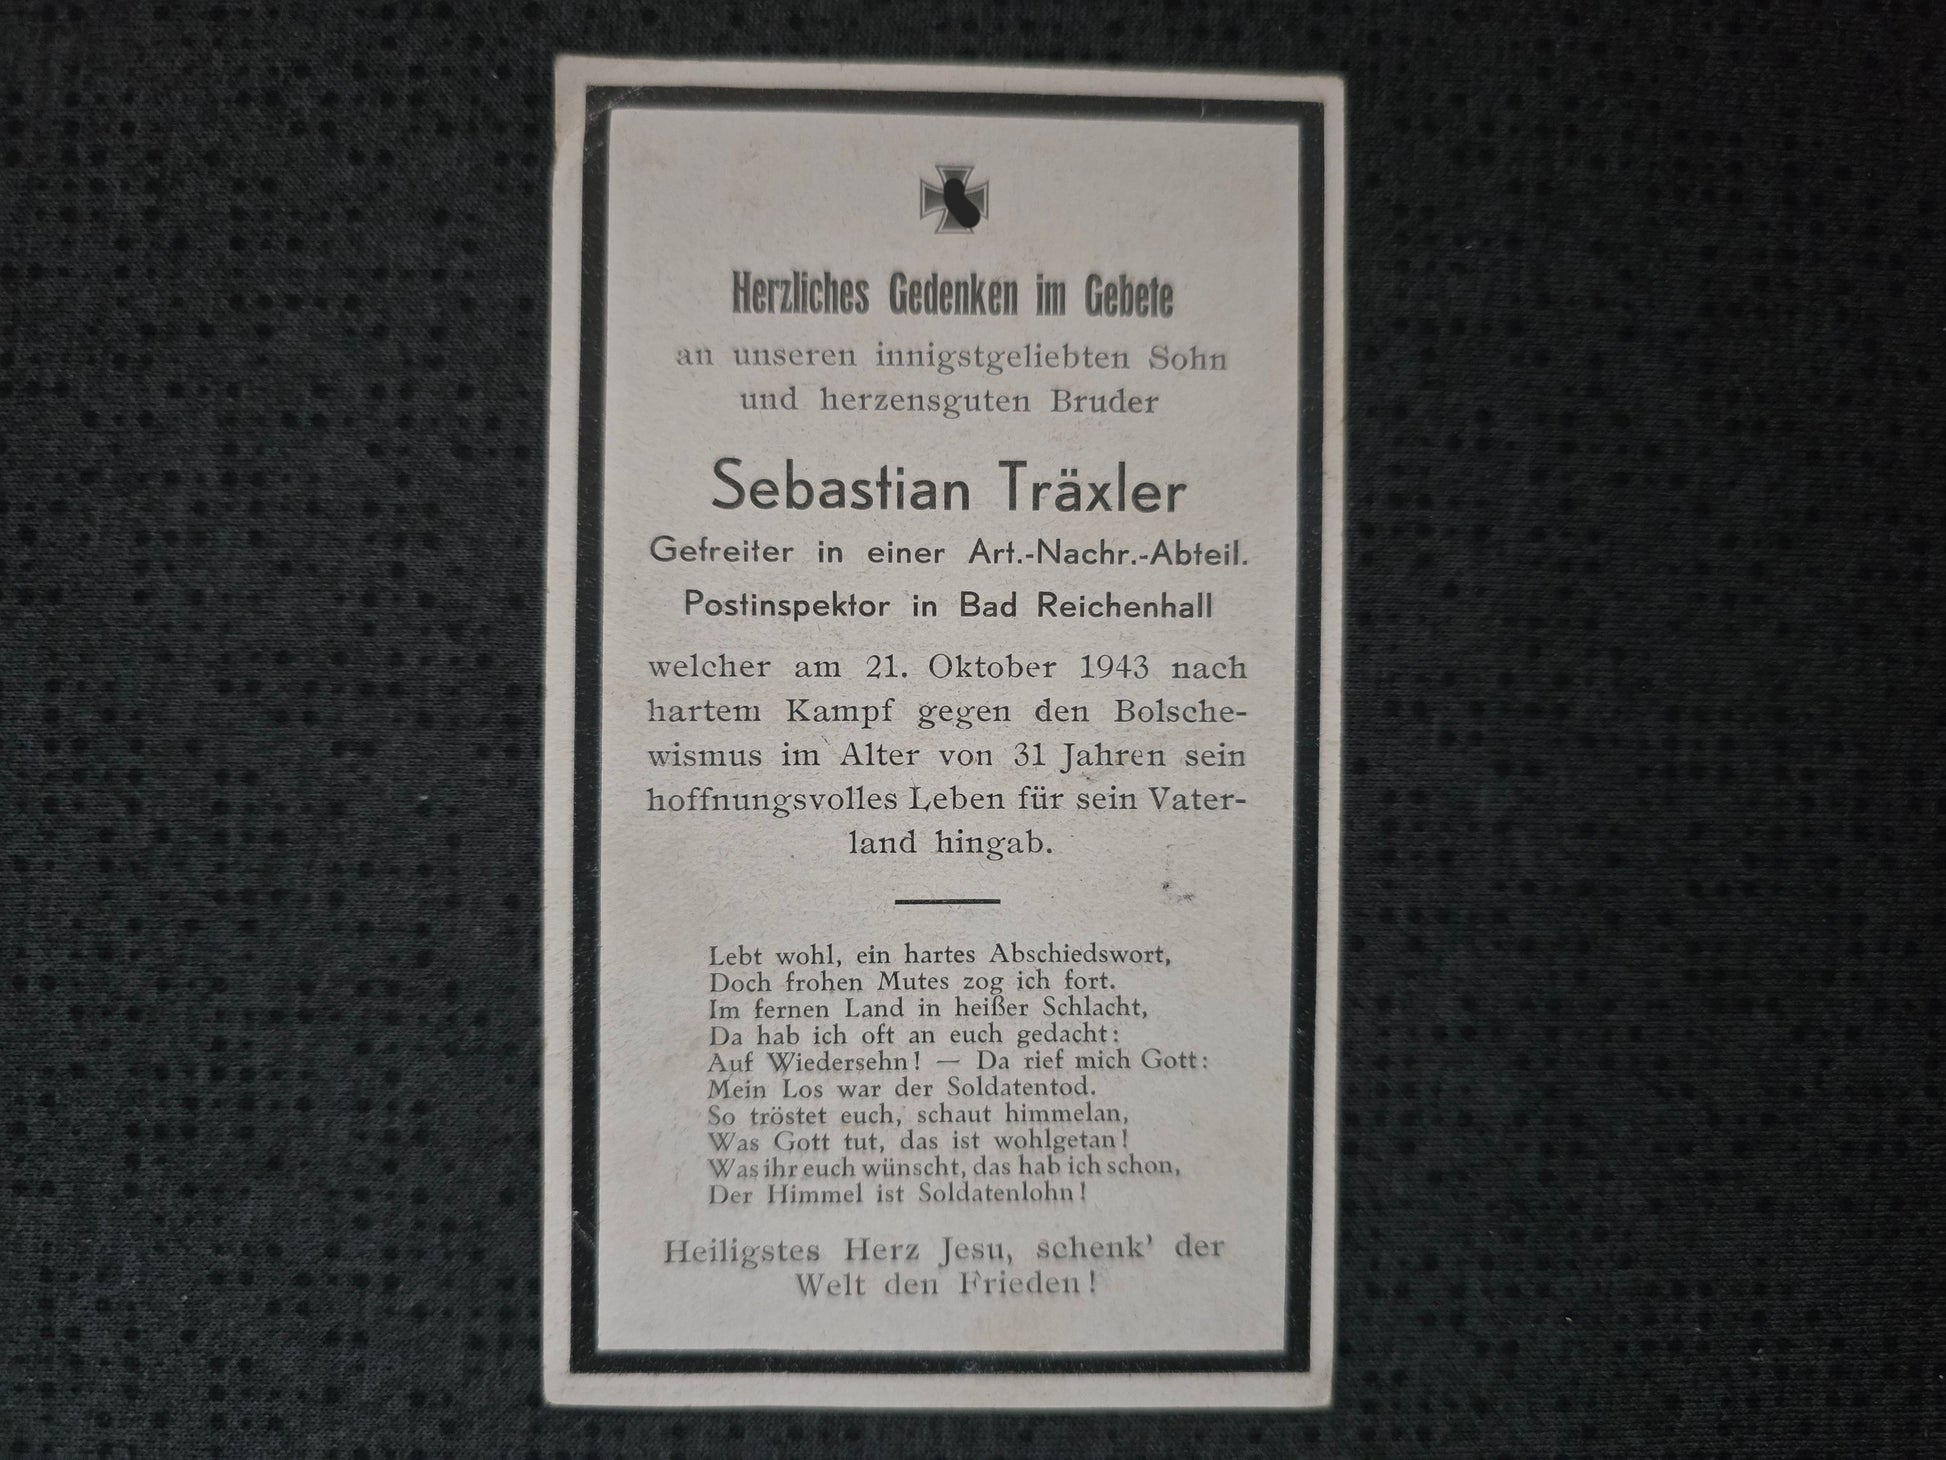 Herzliches Gedenken im Gebete
an unseren innigstgeliebten Sohn
und herzensguten Bruder
Sebastian Träxler
Gefreiter in einer Art.-Nachr.-Abteil.
Postinspektor in Bad Reichenhall
welcher am 21. Oktober 1943 nach
hartem Kampf gegen den Bolsche-
wismus im Alter von 31 Jahren sein
hoffnungsvolles Leben für sein Vater-
land hingab.
Lebt wohl, ein hartes Abschiedswort,
Doch frohen Mutes zog ich fort.
Im fernen Land in heißer Schlacht,
Da hab ich oft an euch gedacht:
Auf Wiedersehn! — Da rief mich Gott:
Mein Los war der Soldatentod.
So tröstet euch, schaut himmelan,
Was Gott tut, das ist wohlgetan!
Was ihr euch wünscht, das hab ich schon,
Der Himmel ist Soldatenlohn!
Heiligstes Herz Jesu, schenk' der
Welt den Frieden!